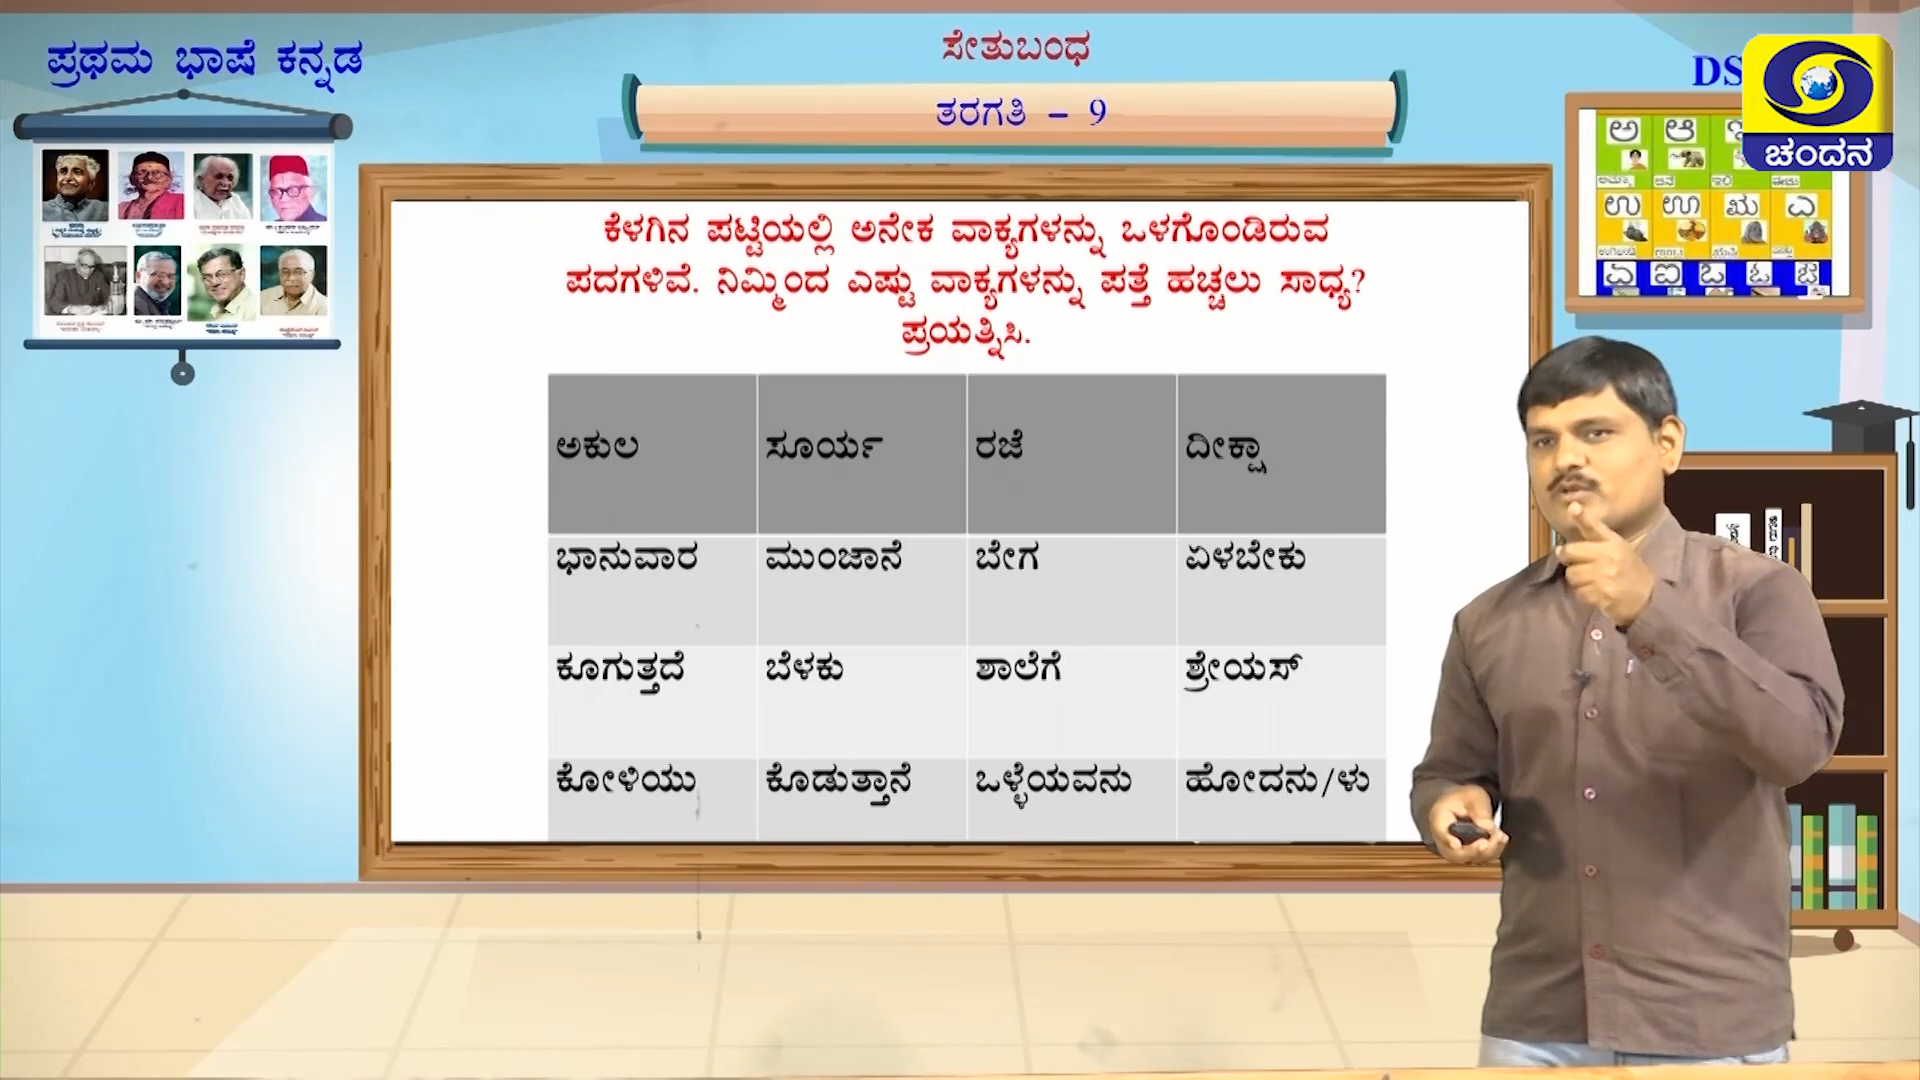 ಪ್ರಥಮ ಭಾಷೆ ಕನ್ನಡ
ಸೇತುಬಂಧ
DS
ಚಂದನ
ತರಗತಿ – 9
ಕೆಳಗಿನ ಪಟ್ಟಿಯಲ್ಲಿ ಅನೇಕ ವಾಕ್ಯಗಳನ್ನು ಒಳಗೊಂಡಿರುವ
ಪದಗಳಿವೆ. ನಿಮ್ಮಿಂದ ಎಷ್ಟು ವಾಕ್ಯಗಳನ್ನು ಪತ್ತೆ ಹಚ್ಚಲು ಸಾಧ್ಯ?
ಪ್ರಯತ್ನಿಸಿ.
ಅಕುಲ ಸೂರ್ಯ ರಜೆ ದೀಕ್ಷಾ
ಭಾನುವಾರ ಮುಂಜಾನೆ ಬೇಗ ಏಳಬೇಕು
ಕೂಗುತ್ತದೆ ಬೆಳಕು ಶಾಲೆಗೆ ಶ್ರೇಯಸ್
ಕೋಳಿಯು ಕೊಡುತ್ತಾನೆ ಒಳ್ಳೆಯವನು ಹೋದನು/ಳು
ಅ ಆ
ಉ ಊ ಋ ಎ
ಏ ಐ ಒ ಓ ಔ